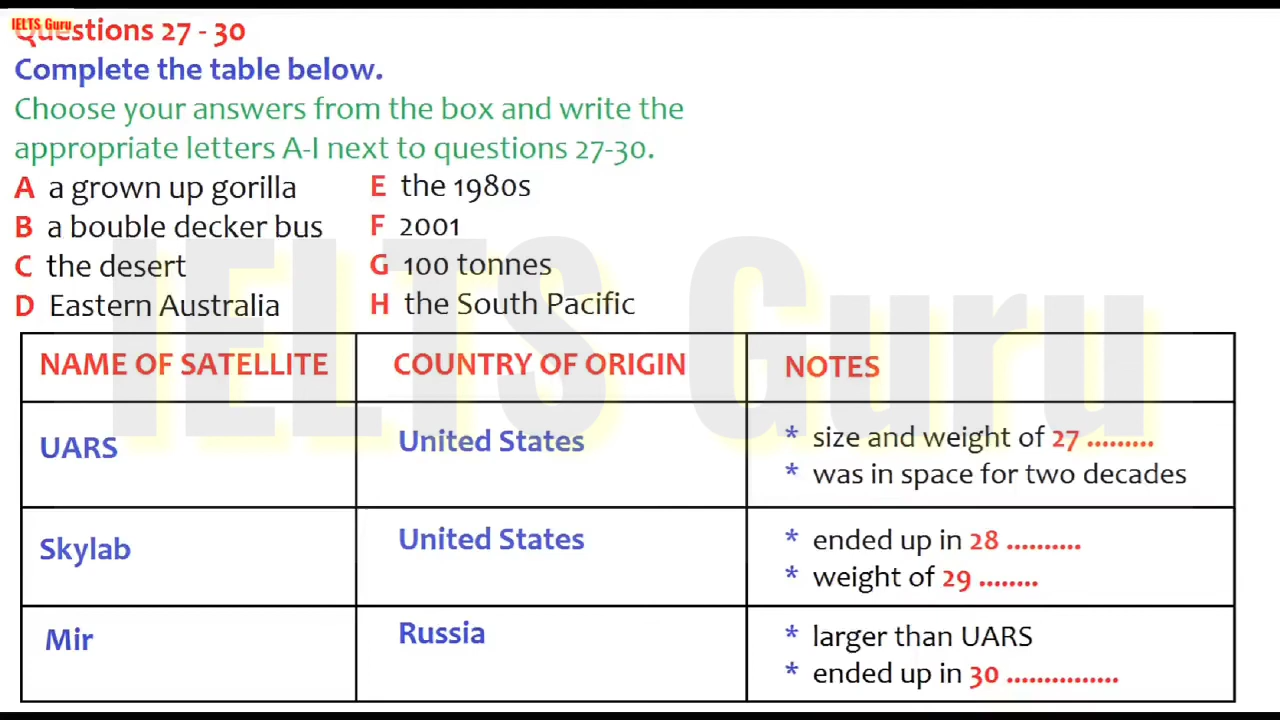 IELTS Guru
Questions 27 - 30
Complete the table below.
Choose your answers from the box and write the
appropriate letters A-I next to questions 27-30.
A a grown up gorilla E the 1980s
B a bouble decker bus F 2001
C the desert G 100 tonnes
D Eastern Australia H the South Pacific
IELTS Guru
NAME OF SATELLITE COUNTRY OF ORIGIN NOTES
UARS United States * size and weight of 27 .........
* was in space for two decades
Skylab United States * ended up in 28 ..........
* weight of 29 ........
Mir Russia * larger than UARS
* ended up in 30 ...............